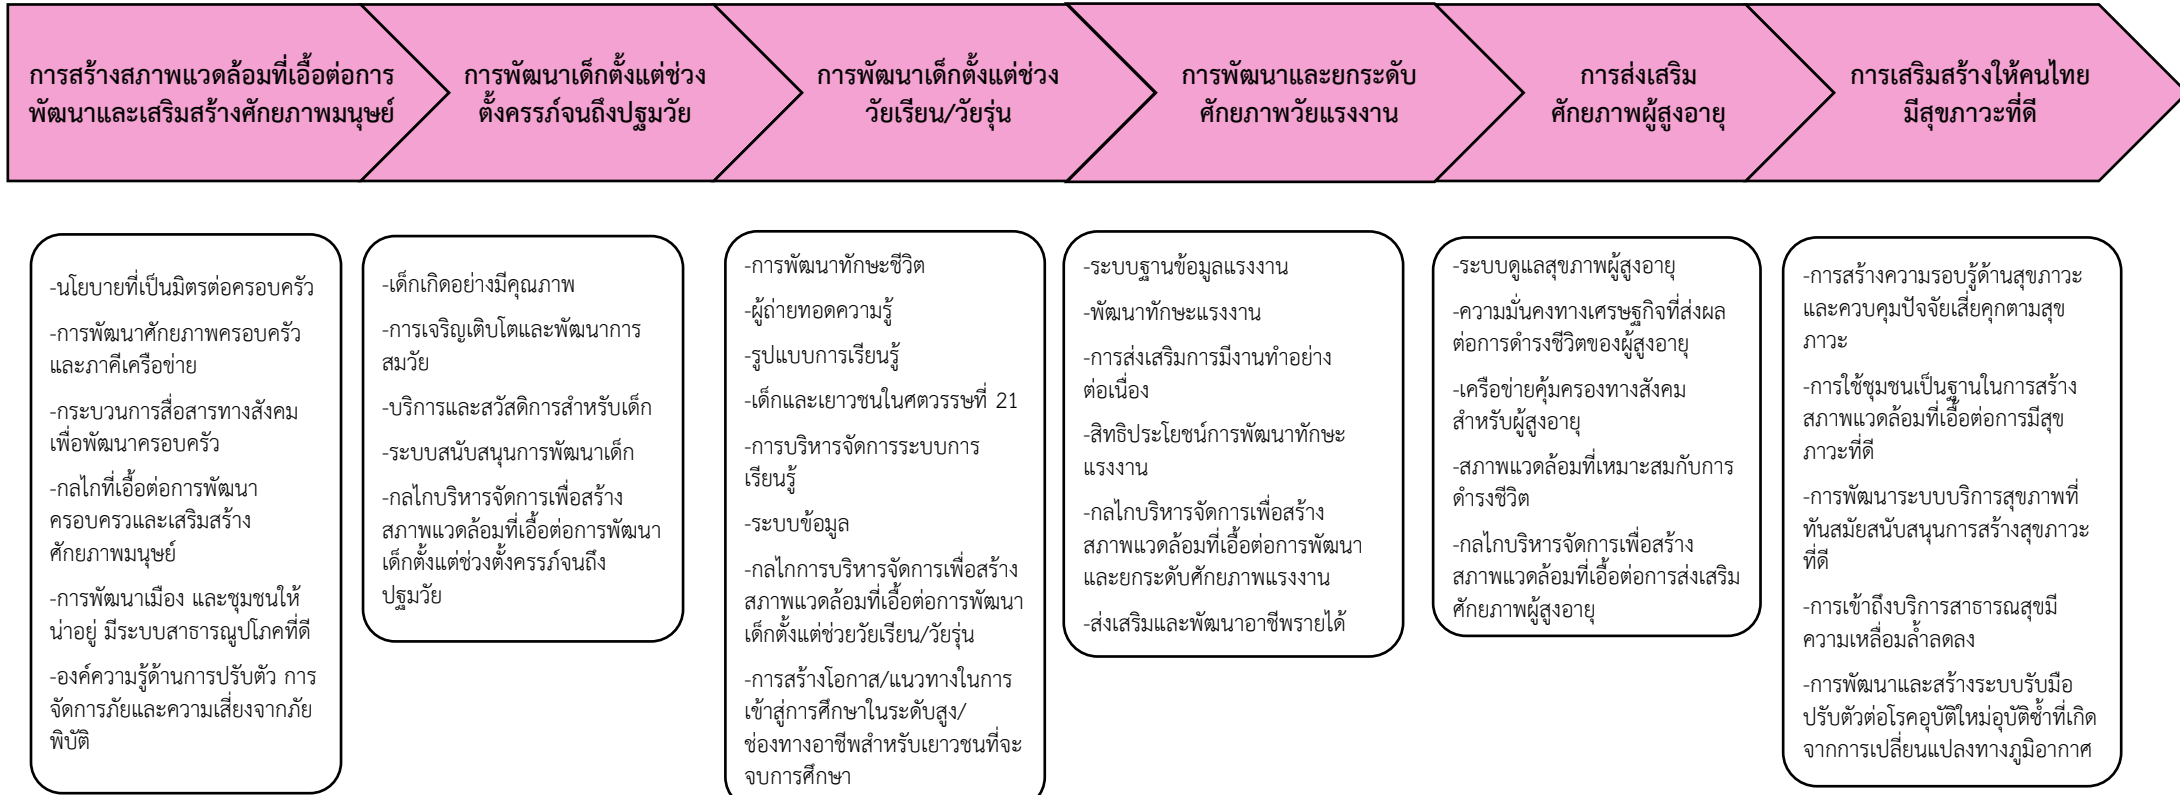 การสร้างสภาพแวดล้อมที่เอื้อต่อการ
พัฒนาและเสริมสร้างศักยภาพมนุษย์
การพัฒนาเด็กตั้งแต่ช่วง
ตั้งครรภ์จนถึงปฐมวัย
การพัฒนาเด็กตั้งแต่ช่วง
วัยเรียน/วัยรุ่น
การพัฒนาและยกระดับ
ศักยภาพวัยแรงงาน
การส่งเสริม
ศักยภาพผู้สูงอายุ
การเสริมสร้างให้คนไทย
มีสุขภาวะที่ดี
-นโยบายที่เป็นมิตรต่อครอบครัว
-การพัฒนาศักยภาพครอบครัว
และภาคีเครือข่าย
-กระบวนการสื่อสารทางสังคม
เพื่อพัฒนาครอบครัว
-กลไกที่เอื้อต่อการพัฒนา
ครอบครวและเสริมสร้าง
ศักยภาพมนุษย์
-การพัฒนาเมือง และชุมชนให้
น่าอยู่ มีระบบสาธารณูปโภคที่ดี
-องค์ความรู้ด้านการปรับตัว การ
จัดการภัยและความเสี่ยงจากภัย
พิบัติ
-เด็กเกิดอย่างมีคุณภาพ
-การเจริญเติบโตและพัฒนาการ
สมวัย
-บริการและสวัสดิการสำหรับเด็ก
-ระบบสนับสนุนการพัฒนาเด็ก
-กลไกบริหารจัดการเพื่อสร้าง
สภาพแวดล้อมที่เอื้อต่อการพัฒนา
เด็กตั้งแต่ช่วงตั้งครรภ์จนถึง
ปฐมวัย
-การพัฒนาทักษะชีวิต
-ผู้ถ่ายทอดความรู้
-รูปแบบการเรียนรู้
-เด็กและเยาวชนในศตวรรษที่ 21
-การบริหารจัดการระบบการ
เรียนรู้
-ระบบข้อมูล
-กลไกการบริหารจัดการเพื่อสร้าง
สภาพแวดล้อมที่เอื้อต่อการพัฒนา
เด็กตั้งแต่ช่วยวัยเรียน/วัยรุ่น
-การสร้างโอกาส/แนวทางในการ
เข้าสู่การศึกษาในระดับสูง/
ช่องทางอาชีพสำหรับเยาวชนที่จะ
จบการศึกษา
-ระบบฐานข้อมูลแรงงาน
-พัฒนาทักษะแรงงาน
-การส่งเสริมการมีงานทำอย่าง
ต่อเนื่อง
-สิทธิประโยชน์การพัฒนาทักษะ
แรงงาน
-กลไกบริหารจัดการเพื่อสร้าง
สภาพแวดล้อมที่เอื้อต่อการพัฒนา
และยกระดับศักยภาพแรงงาน
-ส่งเสริมและพัฒนาอาชีพรายได้
-ระบบดูแลสุขภาพผู้สูงอายุ
-ความมั่นคงทางเศรษฐกิจที่ส่งผล
ต่อการดำรงชีวิตของผู้สูงอายุ
-เครือข่ายคุ้มครองทางสังคม
สำหรับผู้สูงอายุ
-สภาพแวดล้อมที่เหมาะสมกับการ
ดำรงชีวิต
-กลไกบริหารจัดการเพื่อสร้าง
สภาพแวดล้อมที่เอื้อต่อการส่งเสริม
ศักยภาพผู้สูงอายุ
-การสร้างความรอบรู้ด้านสุขภาวะ
และควบคุมปัจจัยเสี่ยคุกตามสุข
ภาวะ
-การใช้ชุมชนเป็นฐานในการสร้าง
สภาพแวดล้อมที่เอื้อต่อการมีสุข
ภาวะที่ดี
-การพัฒนาระบบบริการสุขภาพที่
ทันสมัยสนับสนุนการสร้างสุขภาวะ
ที่ดี
-การเข้าถึงบริการสาธารณสุขมี
ความเหลื่อมล้ำลดลง
-การพัฒนาและสร้างระบบรับมือ
ปรับตัวต่อโรคอุบัติใหม่อุบัติซ้ำที่เกิด
จากการเปลี่ยนแปลงทางภูมิอากาศ